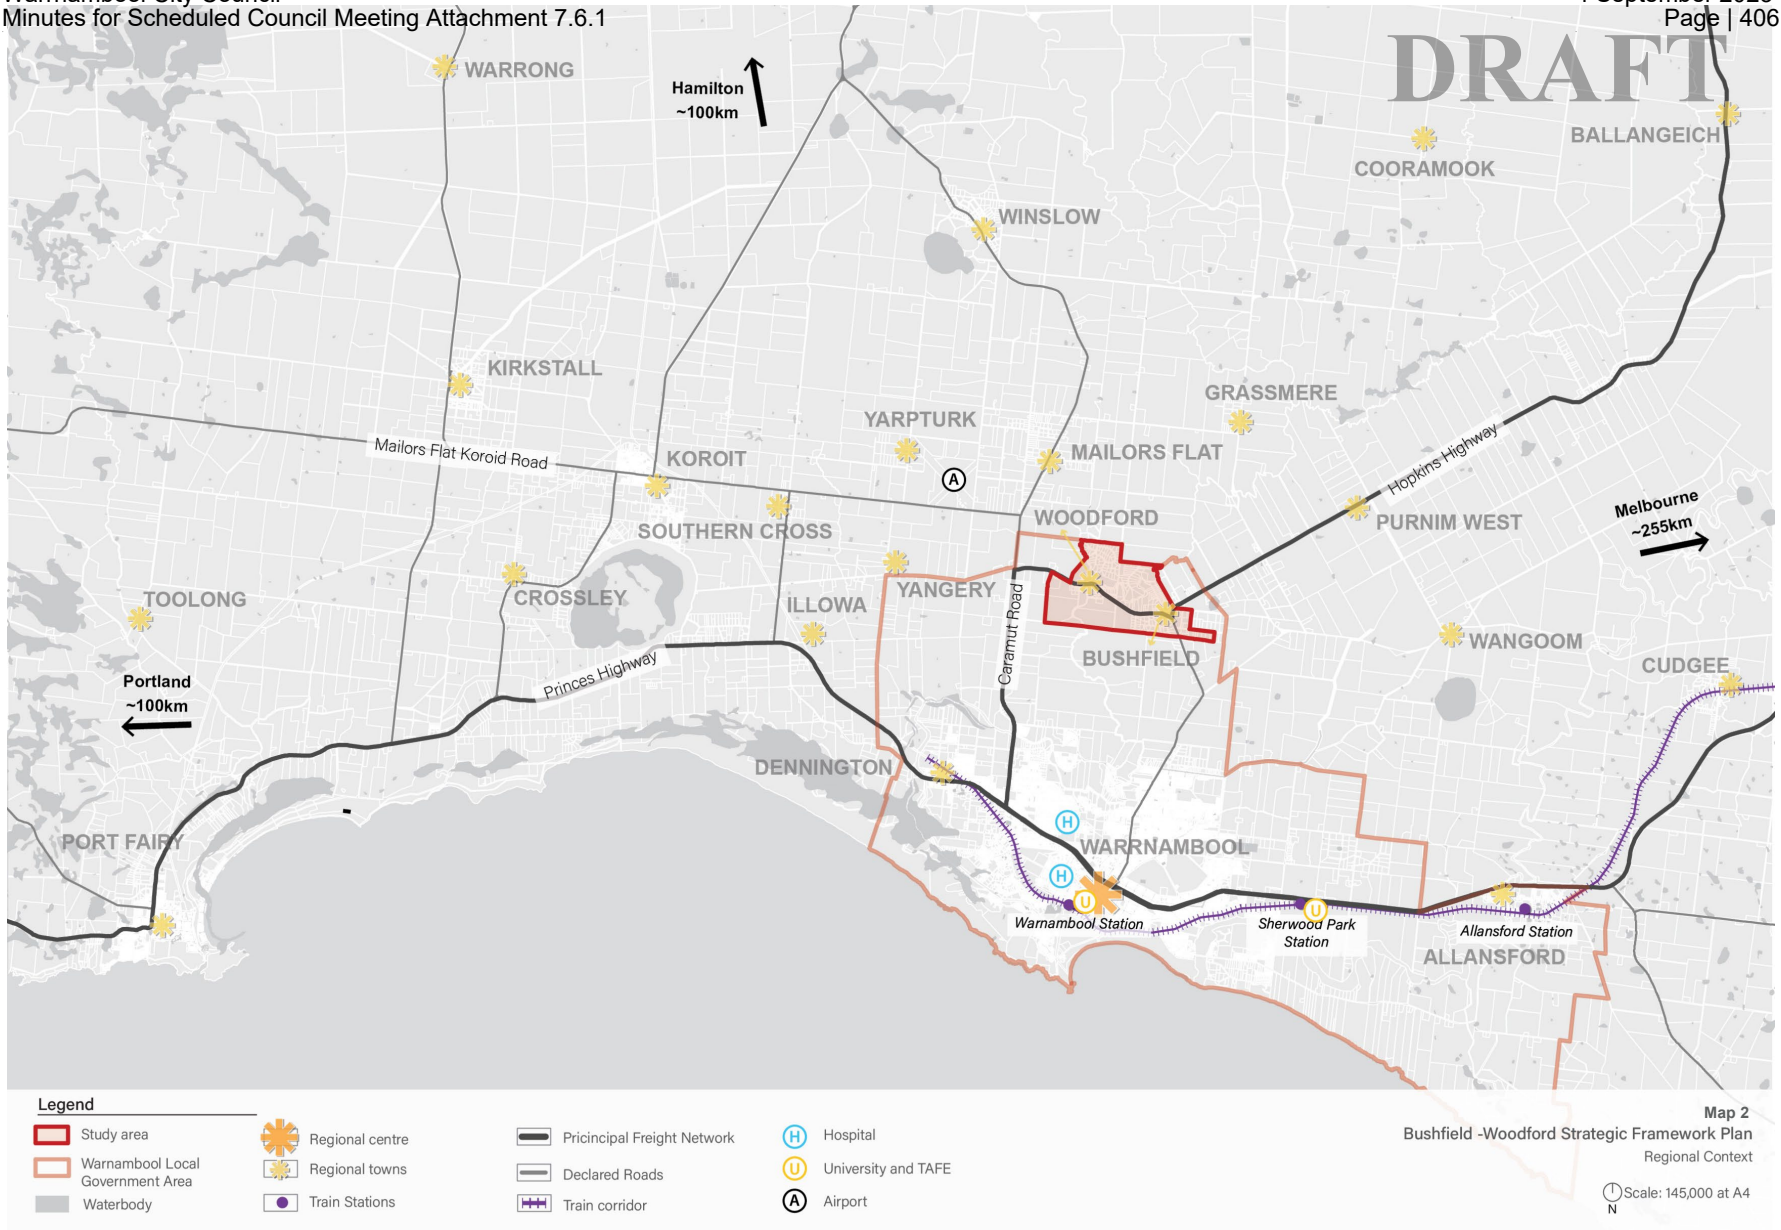 Warrnambool City Council
Minutes for Scheduled Council Meeting Attachment 7.6.1
Page | 406
DRAFT
WARRONG
Hamilton
~100km
BALLANGEICH
COORAMOOK
WINSLOW
KIRKSTALL
GRASSMERE
YARPTURK
Mailors Flat Koroid Road
KOROIT
MAILORS FLAT
Hopkins Highway
A
SOUTHERN CROSS
WOODFORD
PURNIM WEST
Melbourne
~255km
TOOLONG
CROSSLEY
ILLOWA
YANGERY
Caramut Road
BUSHFIELD
WANGOOM
CUDGEE
Portland
~100km
Princes Highway
DENNINGTON
PORT FAIRY
H
WARRNAMBOOL
H
U
Warnambool Station
U
Sherwood Park
Station
Allansford Station
ALLANSFORD
Legend
Study area
Warnambool Local
Government Area
Waterbody
Regional centre
Regional towns
Train Stations
Pricincipal Freight Network
Declared Roads
Train corridor
H Hospital
U University and TAFE
A Airport
Map 2
Bushfield -Woodford Strategic Framework Plan
Regional Context
Scale: 145,000 at A4
N